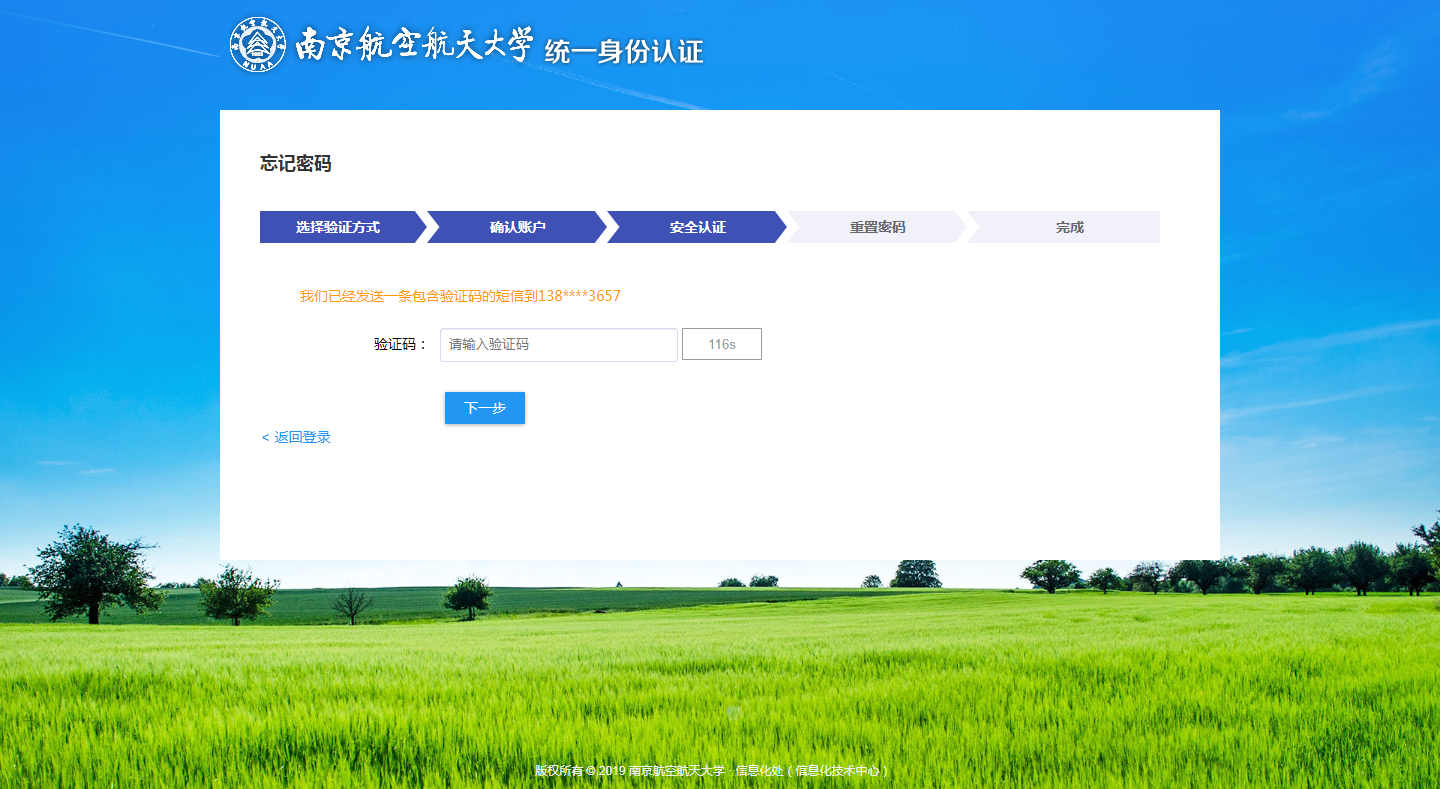 南京航空航天大学 统一身份认证
NUAA
忘记密码
选择验证方式 确认账户 安全认证 重置密码 完成
我们已经发送一条包含验证码的短信到138****3657
验证码： 请输入验证码 116s
下一步
< 返回登录
版权所有 © 2019 南京航空航天大学 · 信息化处（信息化技术中心）